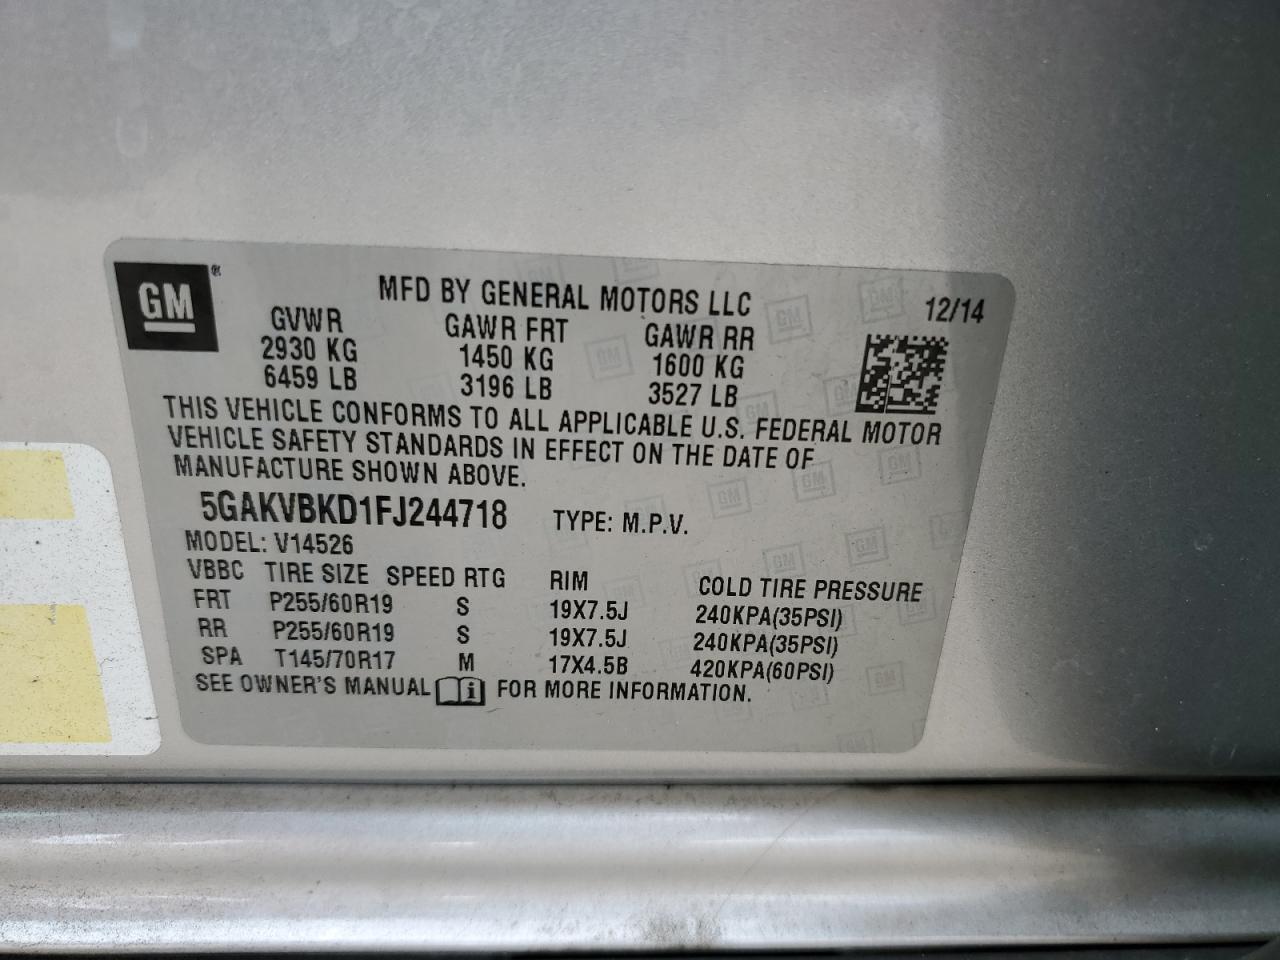 GM ®
MFD BY GENERAL MOTORS LLC 12/14
GVWR GAWR FRT GAWR RR
2930 KG 1450 KG 1600 KG
6459 LB 3196 LB 3527 LB
THIS VEHICLE CONFORMS TO ALL APPLICABLE U.S. FEDERAL MOTOR
VEHICLE SAFETY STANDARDS IN EFFECT ON THE DATE OF
MANUFACTURE SHOWN ABOVE.
5GAKVBKD1FJ244718 TYPE: M.P.V.
MODEL: V14526
VBBC TIRE SIZE SPEED RTG RIM COLD TIRE PRESSURE
FRT P255/60R19 S 19X7.5J 240KPA(35PSI)
RR P255/60R19 S 19X7.5J 240KPA(35PSI)
SPA T145/70R17 M 17X4.5B 420KPA(60PSI)
SEE OWNER'S MANUAL i FOR MORE INFORMATION.